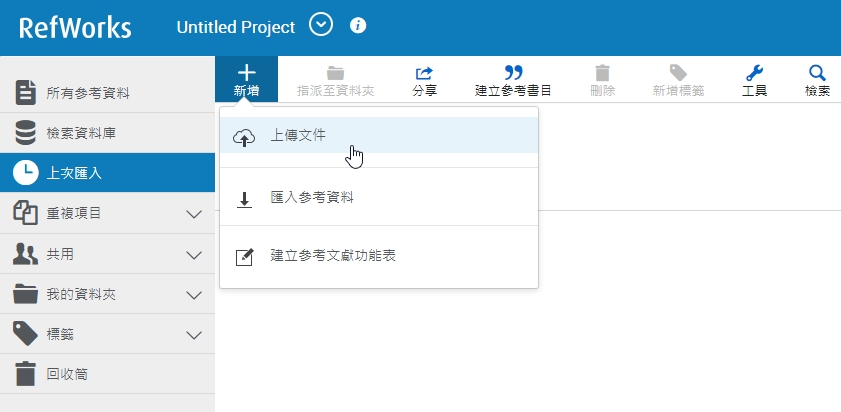 RefWorks
Untitled Project
所有參考資料
檢索資料庫
上次匯入
重複項目
共用
我的資料夾
標籤
回收筒
新增
指派至資料夾
分享
建立參考書目
刪除
新增標籤
工具
檢索
上傳文件
匯入參考資料
建立參考文獻功能表